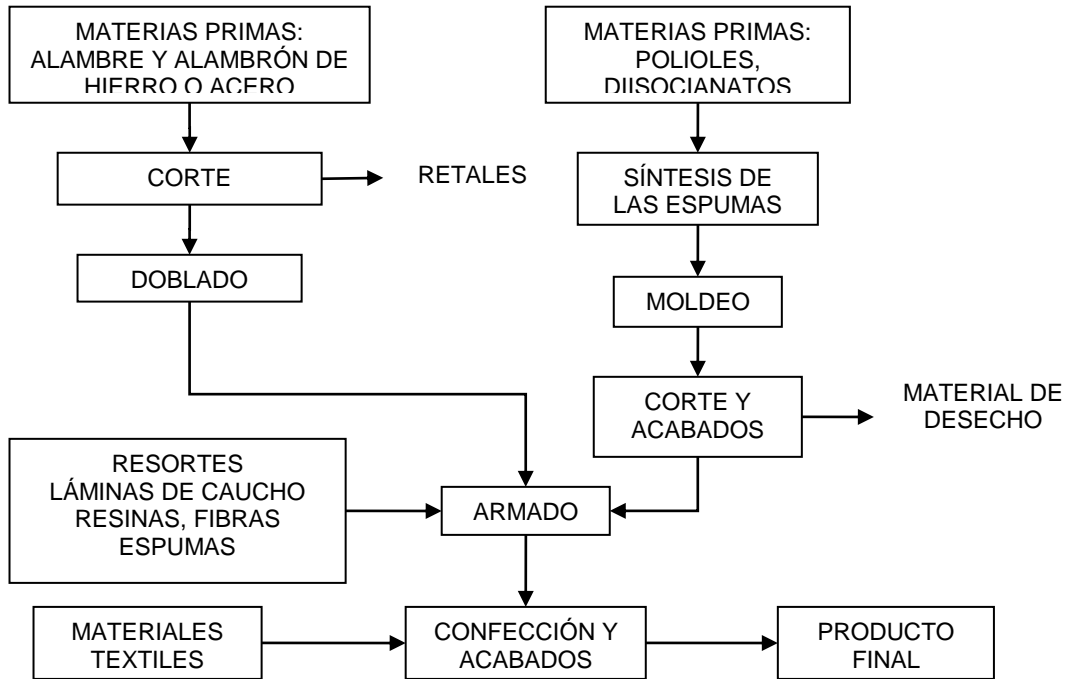 MATERIAS PRIMAS:
ALAMBRE Y ALAMBRÓN DE
HIERRO O ACERO
MATERIAS PRIMAS:
POLIOLES,
DIISOCIANATOS
CORTE
RETALES
SÍNTESIS DE
LAS ESPUMAS
DOBLADO
MOLDEO
CORTE Y
ACABADOS
MATERIAL DE
DESECHO
RESORTES
LÁMINAS DE CAUCHO
RESINAS, FIBRAS
ESPUMAS
ARMADO
MATERIALES
TEXTILES
CONFECCIÓN Y
ACABADOS
PRODUCTO
FINAL